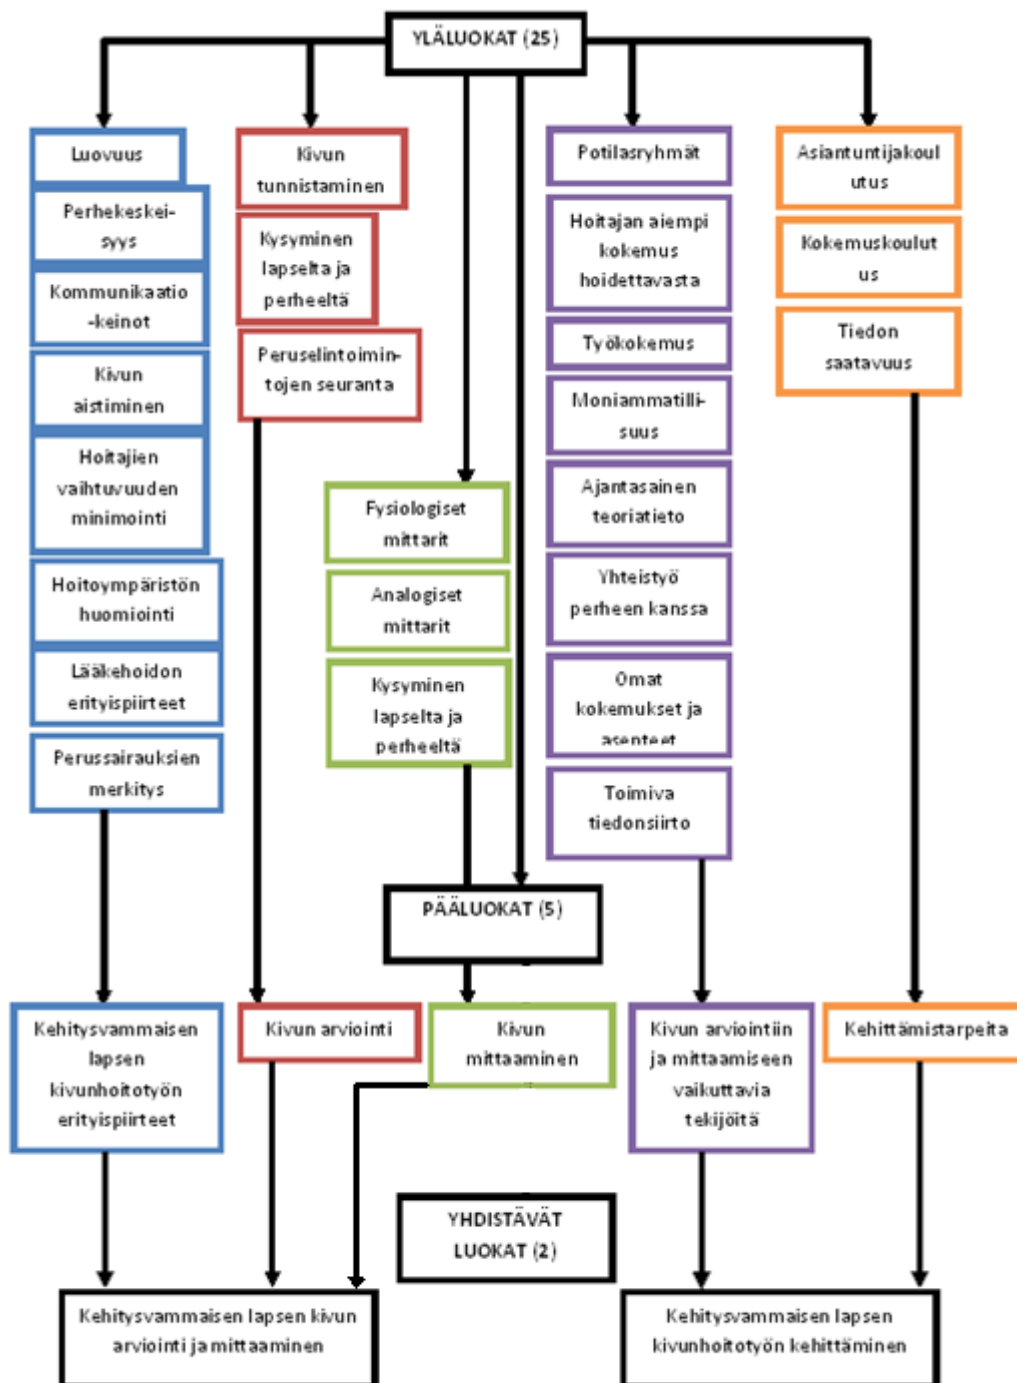 YLÄLUOKAT (25)
Luovuus
Perhekeskei-
syys
Kommunikaatio
-keinot
Kivun
aistiminen
Hoitajien
vaihtuvuuden
minimointi
Hoitoympäristön
huomiointi
Lääkehoidon
erityispiirteet
Perussairauksien
merkitys
Kivun
tunnistaminen
Kysyminen
lapselta ja
perheeltä
Peruselintoimin-
tojen seuranta
Fysiologiset
mittarit
Analogiset
mittarit
Kysyminen
lapselta ja
perheeltä
Potilasryhmät
Hoitajan aiempi
kokemus
hoidettavasta
Työkokemus
Moniammatilli-
suus
Ajantasainen
teoriatieto
Yhteistyö
perheen kanssa
Omat
kokemukset ja
asenteet
Toimiva
tiedonsiirto
Asiantuntijakoul
utus
Kokemuskoulut
us
Tiedon
saatavuus
PÄÄLUOKAT (5)
Kehitysvammaisen
lapsen
kivunhoitotyön
erityispiirteet
Kivun arviointi
Kivun
mittaaminen
Kivun arviointiin
ja mittaamiseen
vaikuttavia
tekijöitä
Kehittämistarpeita
YHDISTÄVÄT
LUOKAT (2)
Kehitysvammaisen lapsen kivun
arviointi ja mittaaminen
Kehitysvammaisen lapsen
kivunhoitotyön kehittäminen